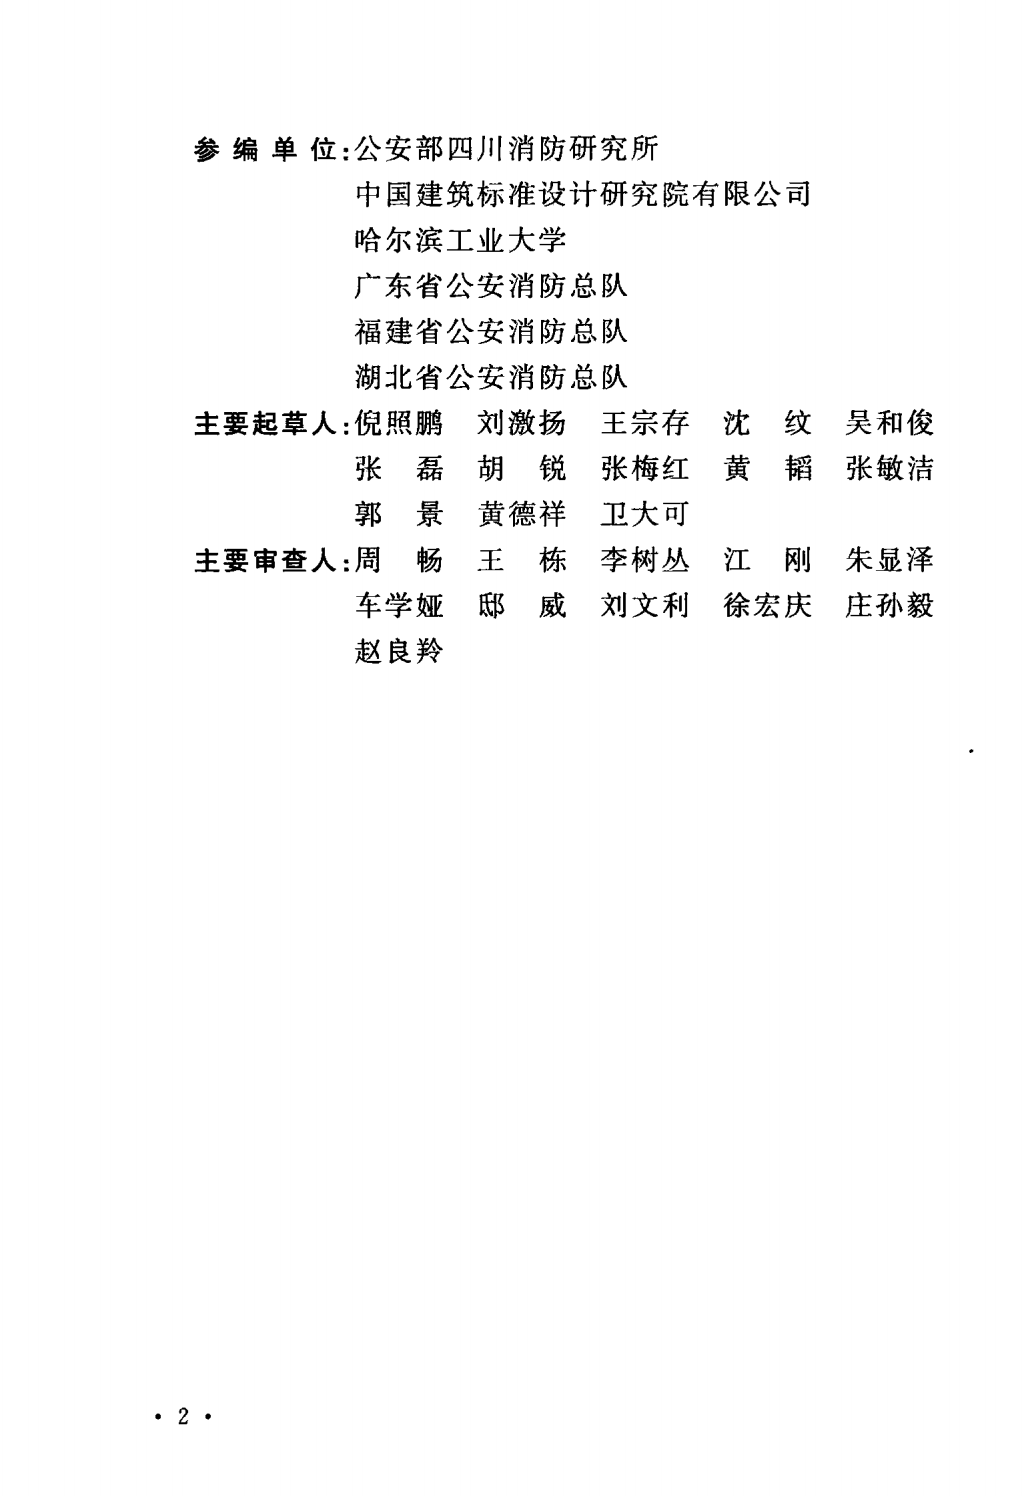 参 编 单 位:公安部四川消防研究所
中国建筑标准设计研究院有限公司
哈尔滨工业大学
广东省公安消防总队
福建省公安消防总队
湖北省公安消防总队
主要起草人:倪照鹏 刘激扬 王宗存 沈 纹 吴和俊
张 磊 胡 锐 张梅红 黄 韬 张敏洁
郭 景 黄德祥 卫大可
主要审查人:周 畅 王 栋 李树丛 江 刚 朱显泽
车学娅 邸 威 刘文利 徐宏庆 庄孙毅
赵良羚
· 2 ·